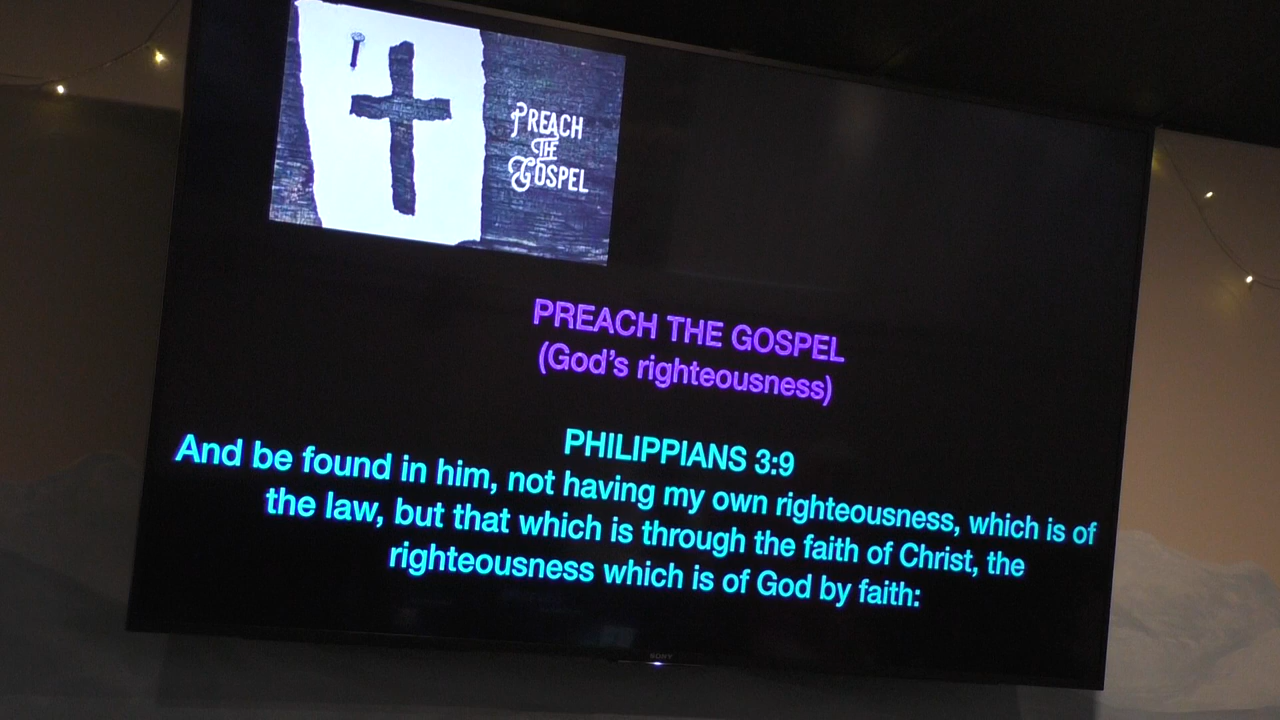 PREACH
THE
GOSPEL
PREACH THE GOSPEL
(God's righteousness)
PHILIPPIANS 3:9
And be found in him, not having my own righteousness, which is of
the law, but that which is through the faith of Christ, the
righteousness which is of God by faith:
SONY